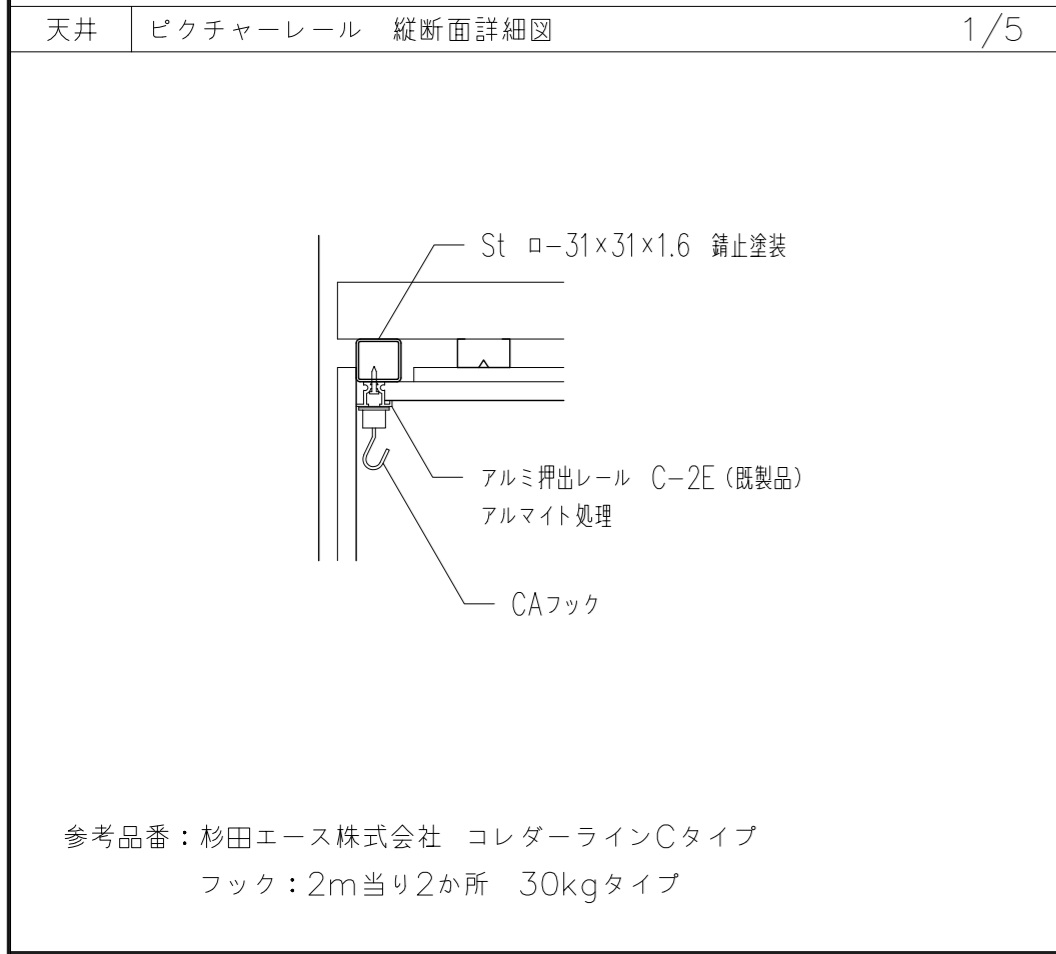 天井 ピクチャーレール 縦断面詳細図 1/5
St ロ-31×31×1.6 錆止塗装
アルミ押出レール C-2E(既製品)
アルマイト処理
CAフック
参考品番:杉田エース株式会社 コレダーラインCタイプ
フック:2m当り2か所 30kgタイプ